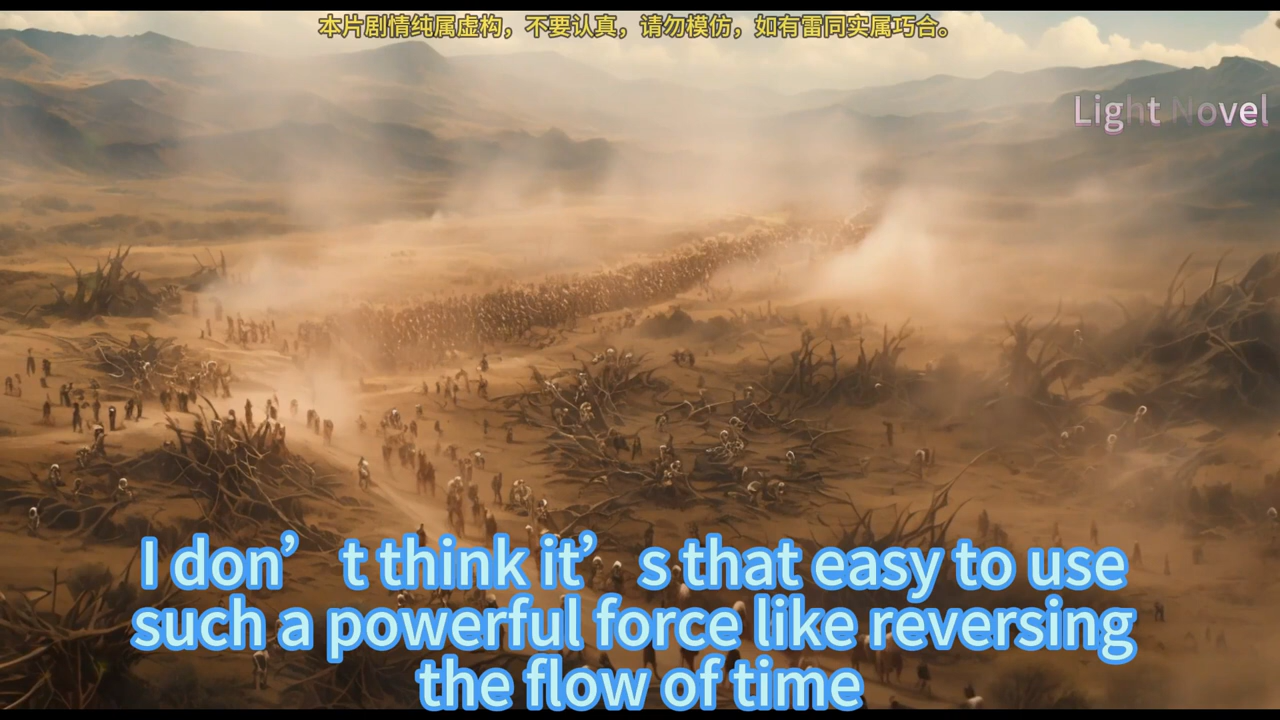 本片剧情纯属虚构，不要认真，请勿模仿，如有雷同实属巧合。
Light Novel
I don’t think it’s that easy to use
such a powerful force like reversing
the flow of time